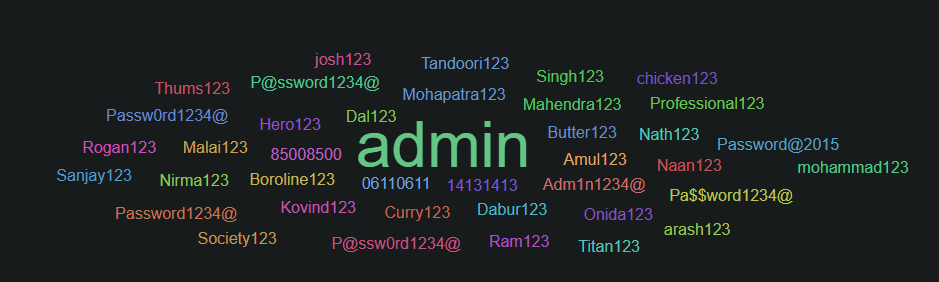 josh123
Tandoori123
Thums123
P@ssword1234@
Singh123
chicken123
Mohapatra123
Mahendra123
Professional123
Passw0rd1234@
Hero123
Dal123
admin
Butter123
Nath123
Password@2015
Rogan123
Malai123
85008500
Amul123
Naan123
mohammad123
Sanjay123
Nirma123
Boroline123
06110611
14131413
Adm1n1234@
Pa$$word1234@
Password1234@
Kovind123
Curry123
Dabur123
Onida123
arash123
Society123
P@ssw0rd1234@
Ram123
Titan123